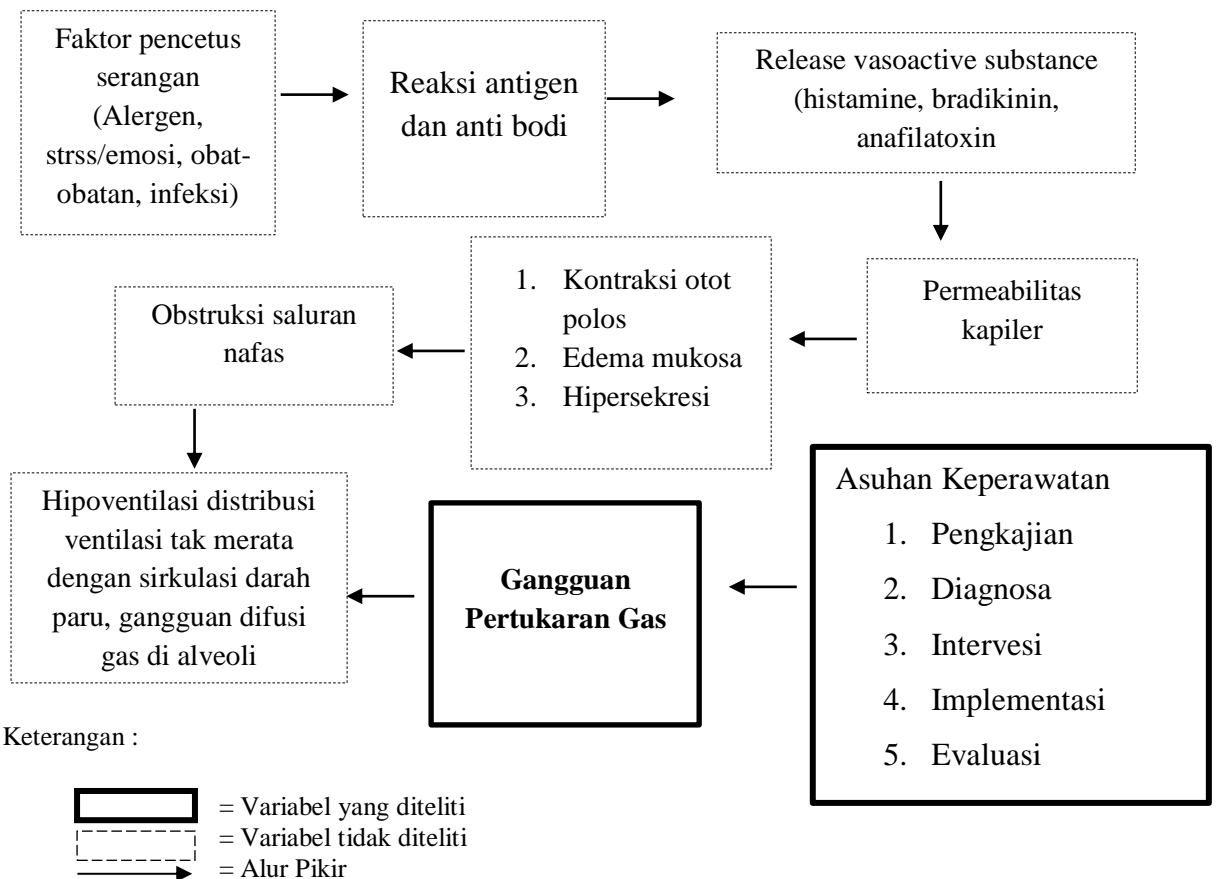 Faktor pencetus
serangan
(Alergen,
strss/emosi, obat-
obatan, infeksi)
Reaksi antigen
dan anti bodi
Release vasoactive substance
(histamine, bradikinin,
anafilatoxin
Permeabilitas
kapiler
1. Kontraksi otot
polos
2. Edema mukosa
3. Hipersekresi
Obstruksi saluran
nafas
Hipoventilasi distribusi
ventilasi tak merata
dengan sirkulasi darah
paru, gangguan difusi
gas di alveoli
Gangguan
Pertukaran Gas
Asuhan Keperawatan
1. Pengkajian
2. Diagnosa
3. Intervesi
4. Implementasi
5. Evaluasi
Keterangan :
= Variabel yang diteliti
= Variabel tidak diteliti
= Alur Pikir